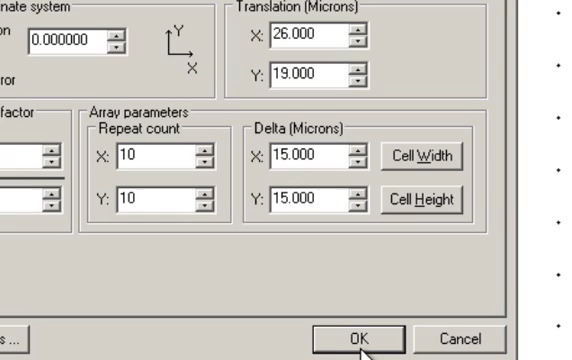 nate system
Translation (Microns)
on
0.000000
Y
X
X:
26.000
Y:
19.000
ror
factor
Array parameters
Repeat count
Delta (Microns)
X:
10
X:
15.000
Cell Width
Y:
10
Y:
15.000
Cell Height
s ...
OK
Cancel